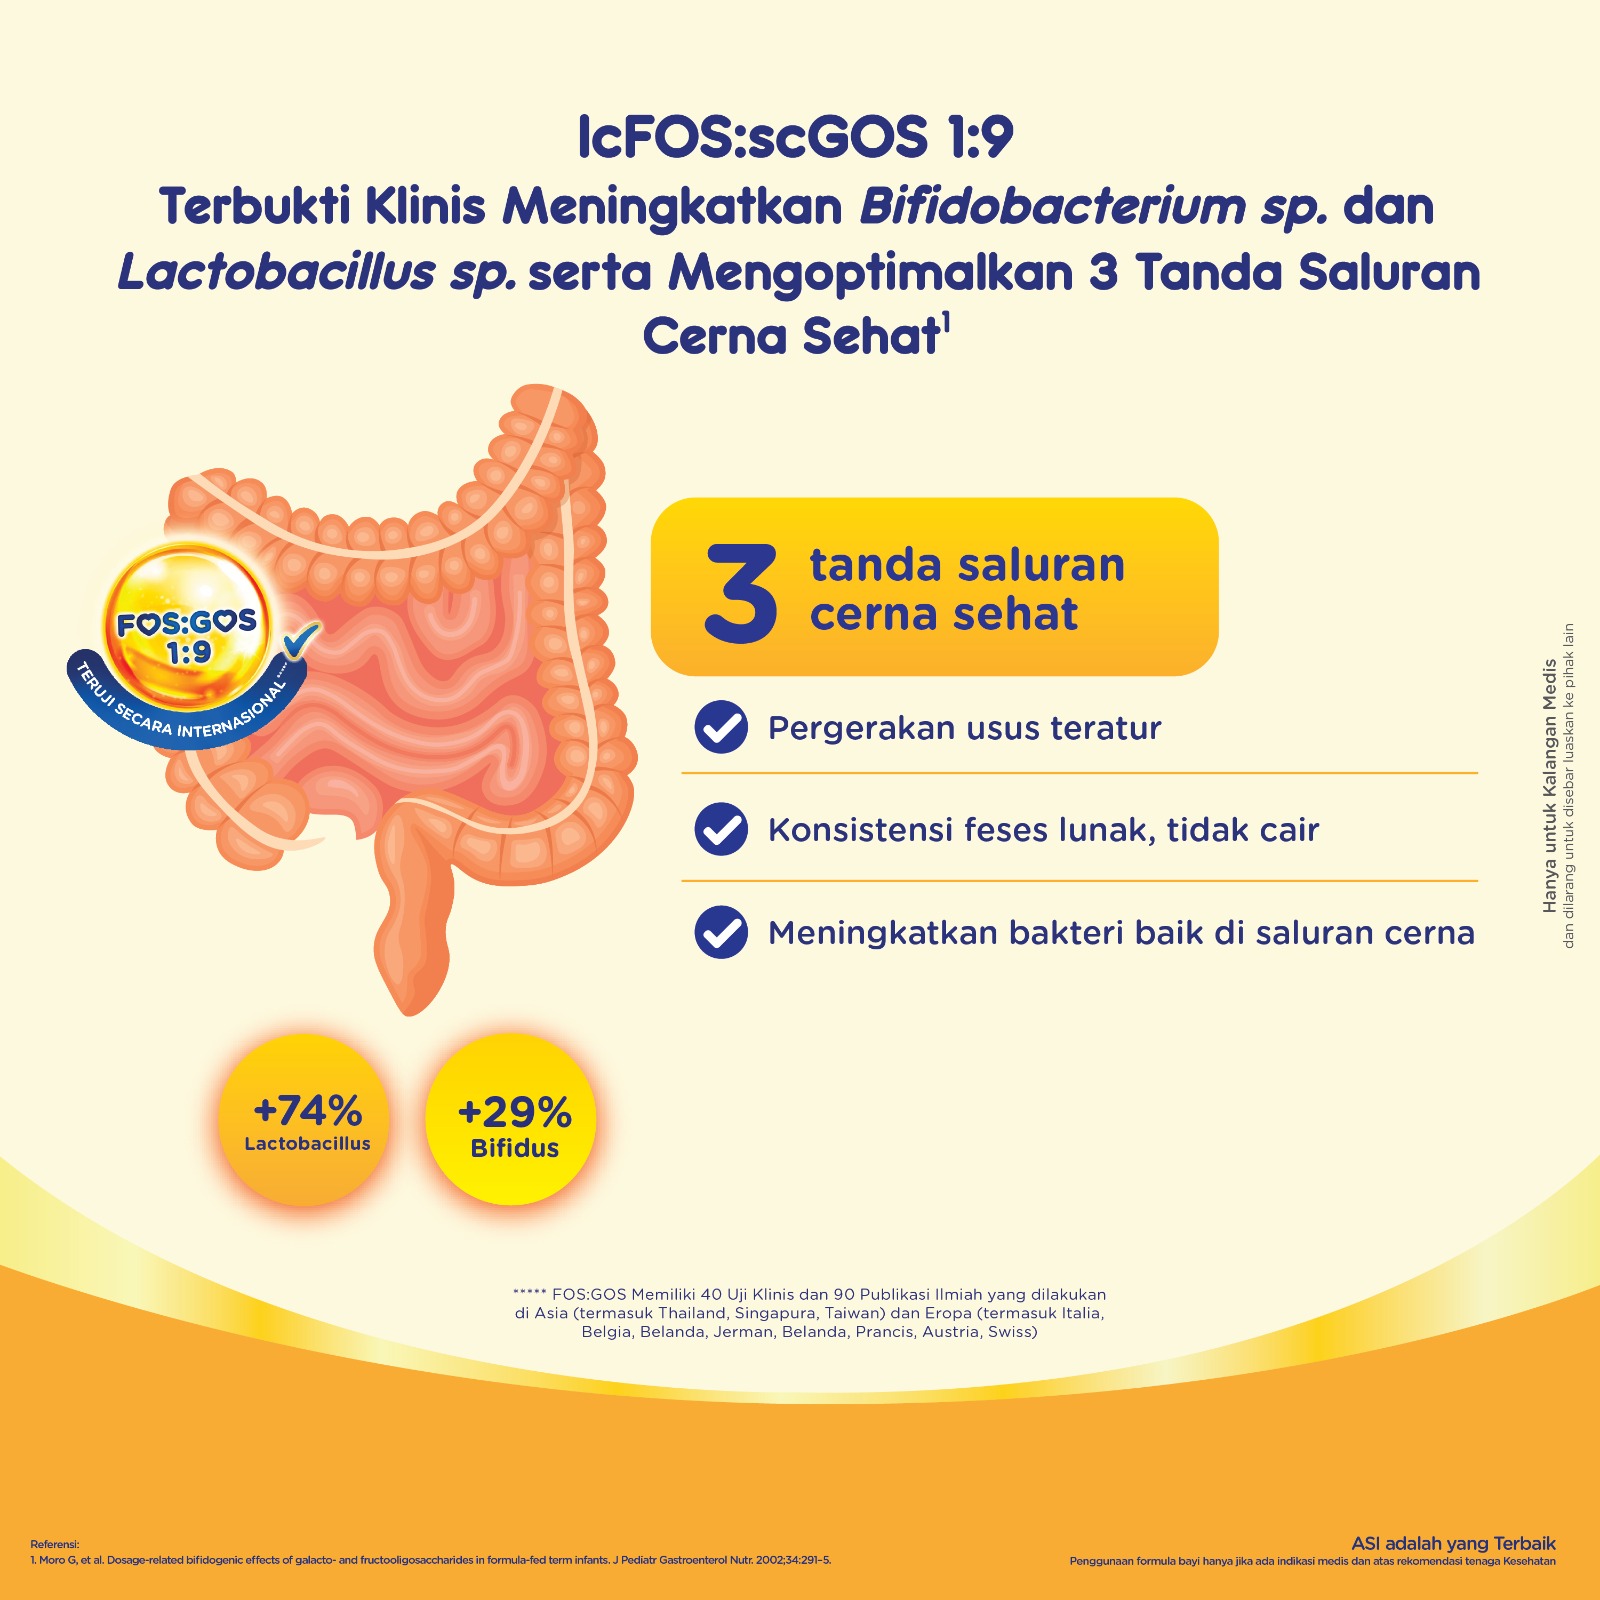 lcFOS:scGOS 1:9
Terbukti Klinis Meningkatkan Bifidobacterium sp. dan
Lactobacillus sp. serta Mengoptimalkan 3 Tanda Saluran
Cerna Sehat¹
FOS:GOS
1:9
TERUJI SECARA INTERNASIONAL*****
3 tanda saluran
cerna sehat
Pergerakan usus teratur
Konsistensi feses lunak, tidak cair
Meningkatkan bakteri baik di saluran cerna
Hanya untuk Kalangan Medis
dan dilarang untuk disebar luaskan ke pihak lain
+74%
Lactobacillus
+29%
Bifidus
***** FOS:GOS Memiliki 40 Uji Klinis dan 90 Publikasi Ilmiah yang dilakukan
di Asia (termasuk Thailand, Singapura, Taiwan) dan Eropa (termasuk Italia,
Belgia, Belanda, Jerman, Belanda, Prancis, Austria, Swiss)
Referensi:
1. Moro G, et al. Dosage-related bifidogenic effects of galacto- and fructooligosaccharides in formula-fed term infants. J Pediatr Gastroenterol Nutr. 2002;34:291–5.
ASI adalah yang Terbaik
Penggunaan formula bayi hanya jika ada indikasi medis dan atas rekomendasi tenaga Kesehatan